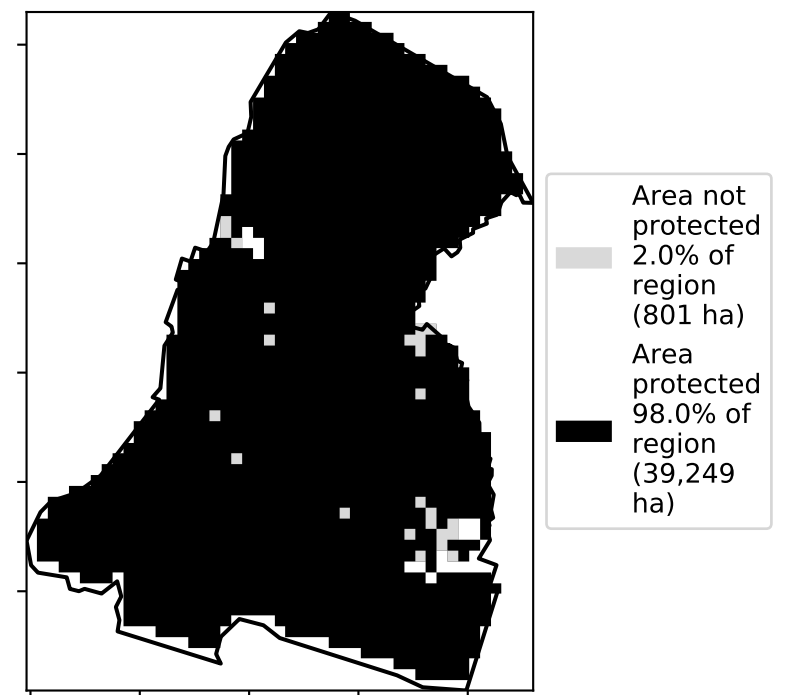 Area not
protected
2.0% of
region
(801 ha)
Area
protected
98.0% of
region
(39,249
ha)